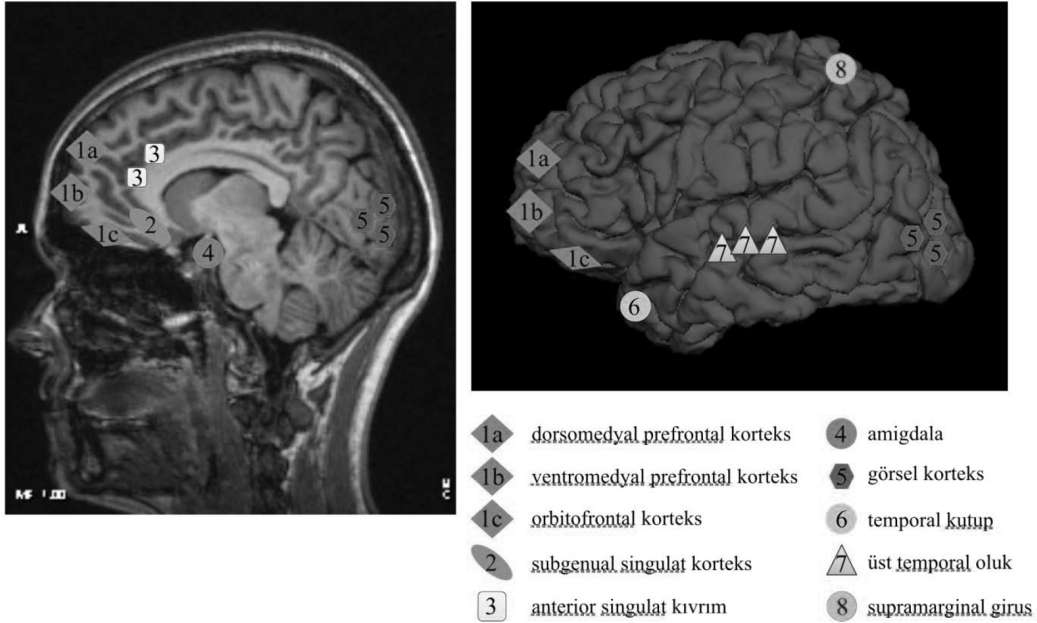 1a
3
3
1b
2
1c
4
5
5
5
8
1a
1b
1c
7 7 7
6
5
5
5
1a dorsomedyal prefrontal korteks
1b ventromedyal prefrontal korteks
1c orbitofrontal korteks
2 subgenual singulat korteks
3 anterior singulat kıvrım
4 amigdala
5 görsel korteks
6 temporal kutup
7 üst temporal oluk
8 supramarginal girus